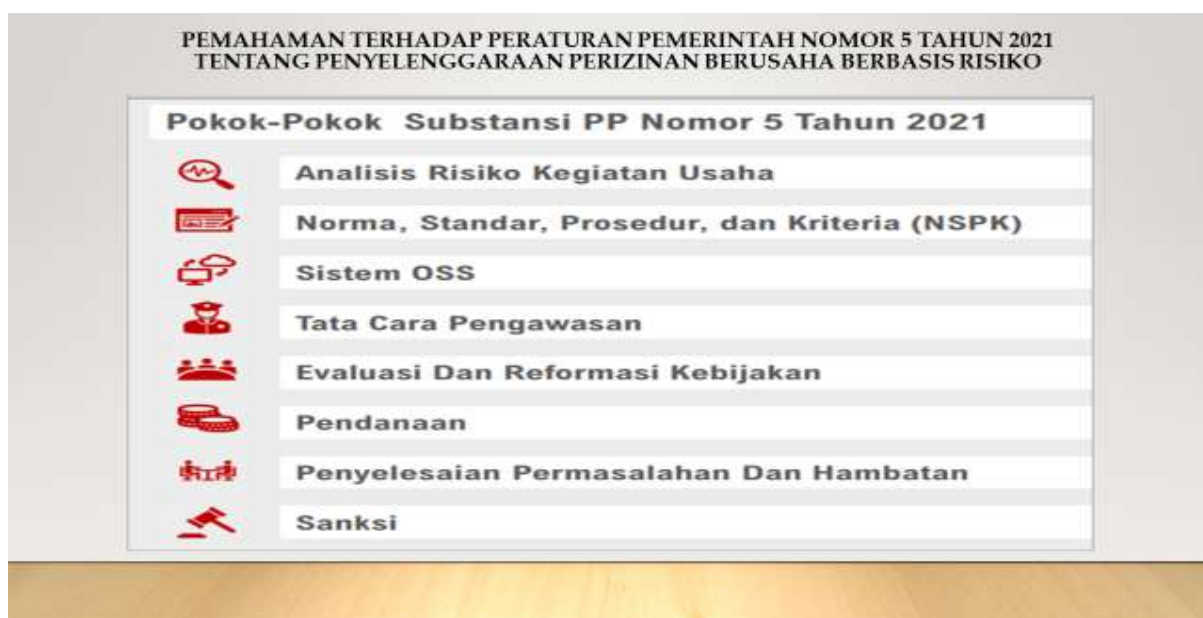 PEMAHAMAN TERHADAP PERATURAN PEMERINTAH NOMOR 5 TAHUN 2021
TENTANG PENYELENGGARAAN PERIZINAN BERUSAHA BERBASIS RISIKO
Pokok-Pokok Substansi PP Nomor 5 Tahun 2021
Analisis Risiko Kegiatan Usaha
Norma, Standar, Prosedur, dan Kriteria (NSPK)
Sistem OSS
Tata Cara Pengawasan
Evaluasi Dan Reformasi Kebijakan
Pendanaan
Penyelesaian Permasalahan Dan Hambatan
Sanksi